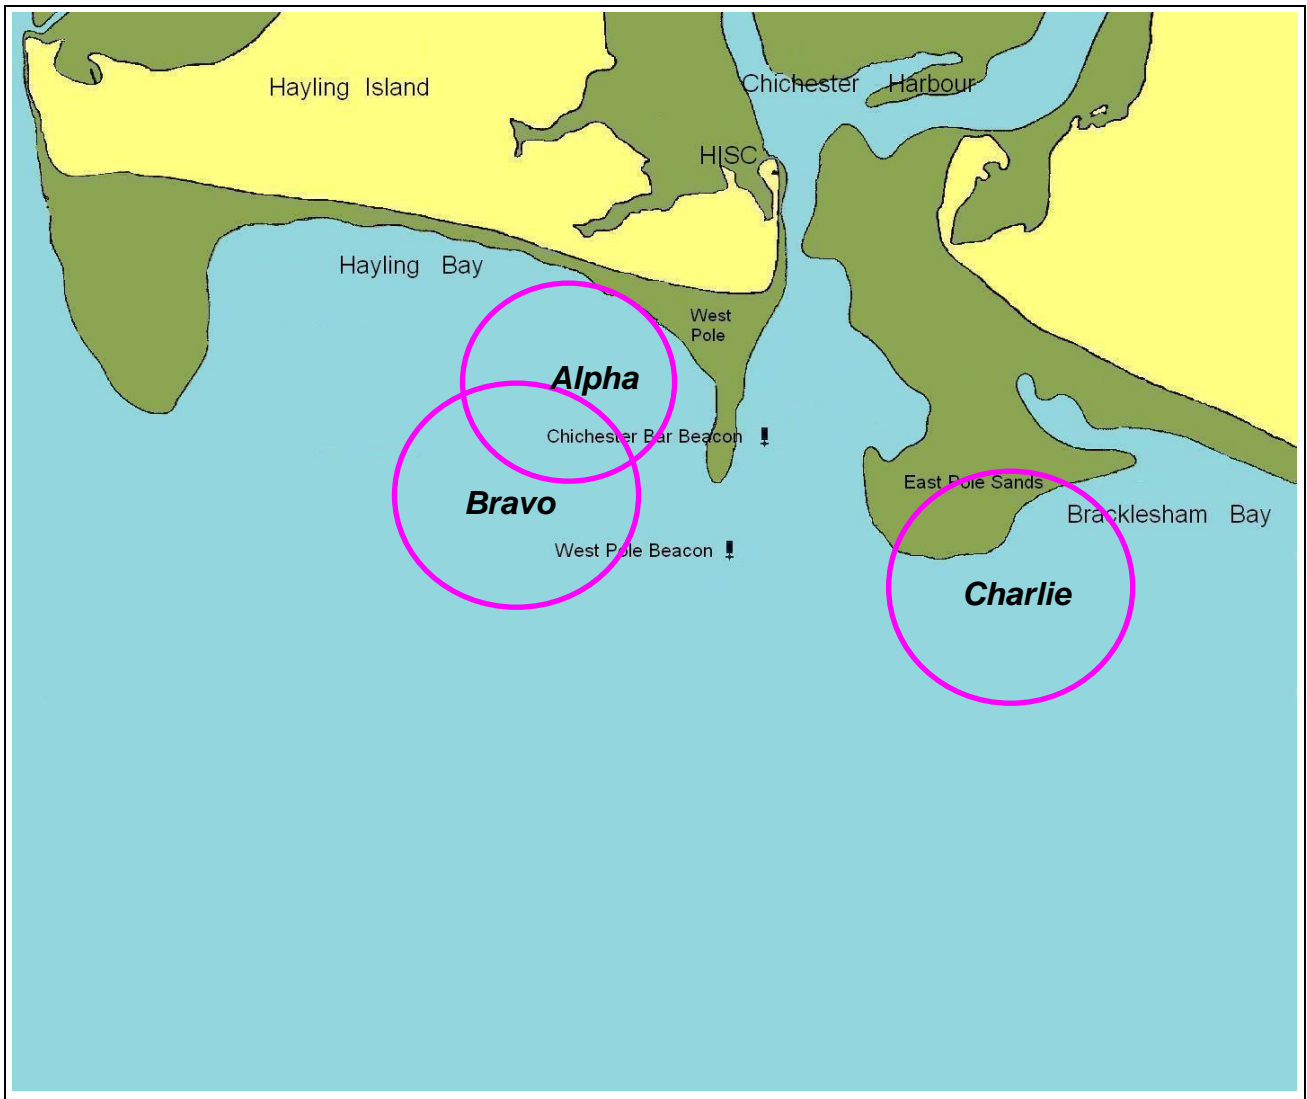 Hayling Island
Chichester Harbour
HISC
Hayling Bay
West
Pole
Alpha
Chichester Bar Beacon
East Pole Sands
Bravo
Bracklesham Bay
West Pole Beacon
Charlie